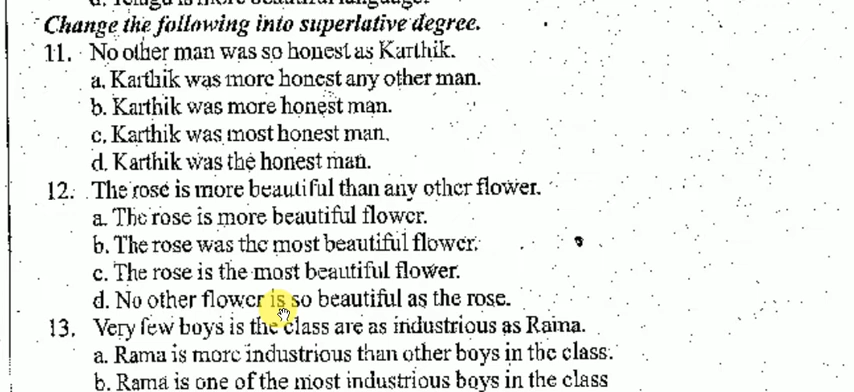 Change the following into superlative degree.
11. No other man was so honest as Karthik.
a. Karthik was more honest any other man.
b. Karthik was more honest man.
c. Karthik was most honest man.
d. Karthik was the honest man.
12. The rose is more beautiful than any other flower.
a. The rose is more beautiful flower.
b. The rose was the most beautiful flower.
c. The rose is the most beautiful flower.
d. No other flower is so beautiful as the rose.
13. Very few boys is the class are as industrious as Rama.
a. Rama is more industrious than other boys in the class.
b. Rama is one of the most industrious boys in the class